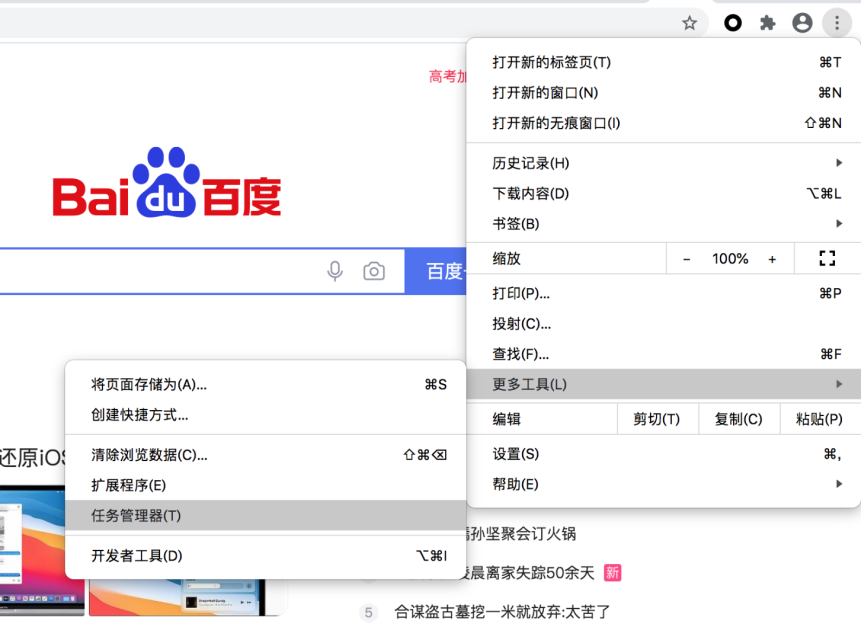 高考加
打开新的标签页(T) ⌘T
打开新的窗口(N) ⌘N
打开新的无痕窗口(I) ⇧⌘N
历史记录(H)
下载内容(D) ⌥⌘L
书签(B)
缩放 - 100% +
打印(P)... ⌘P
投射(C)...
查找(F)... ⌘F
更多工具(L)
编辑 剪切(T) 复制(C) 粘贴(P)
设置(S) ⌘,
帮助(E)
Bai du 百度
百度
将页面存储为(A)... ⌘S
创建快捷方式...
清除浏览数据(C)... ⇧⌘⌫
扩展程序(E)
任务管理器(T)
开发者工具(D) ⌥⌘I
还原iOS
孙坚聚会订火锅
凌晨离家失踪50余天 新
5 合谋盗古墓挖一米就放弃:太苦了